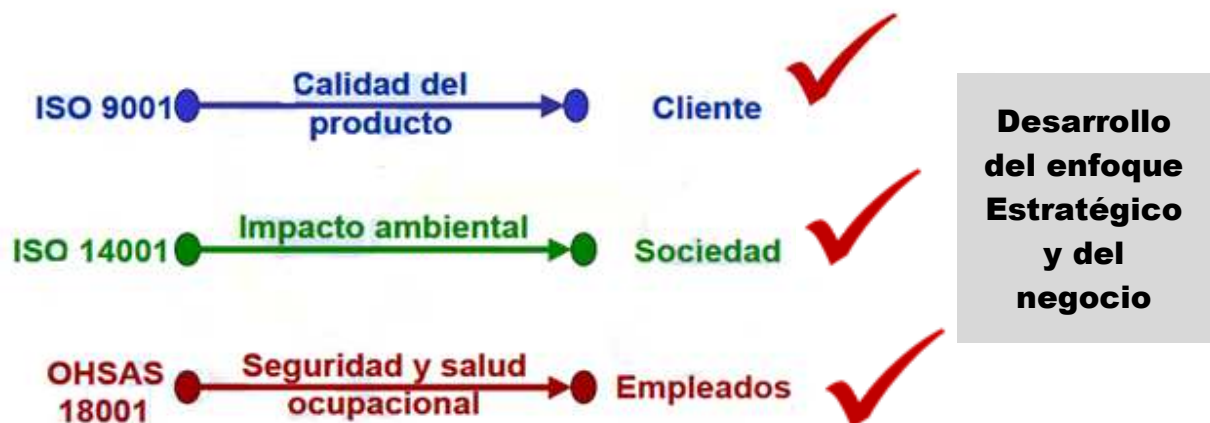 ISO 9001
Calidad del
producto
Cliente
ISO 14001
Impacto ambiental
Sociedad
OHSAS
18001
Seguridad y salud
ocupacional
Empleados
Desarrollo
del enfoque
Estratégico
y del
negocio